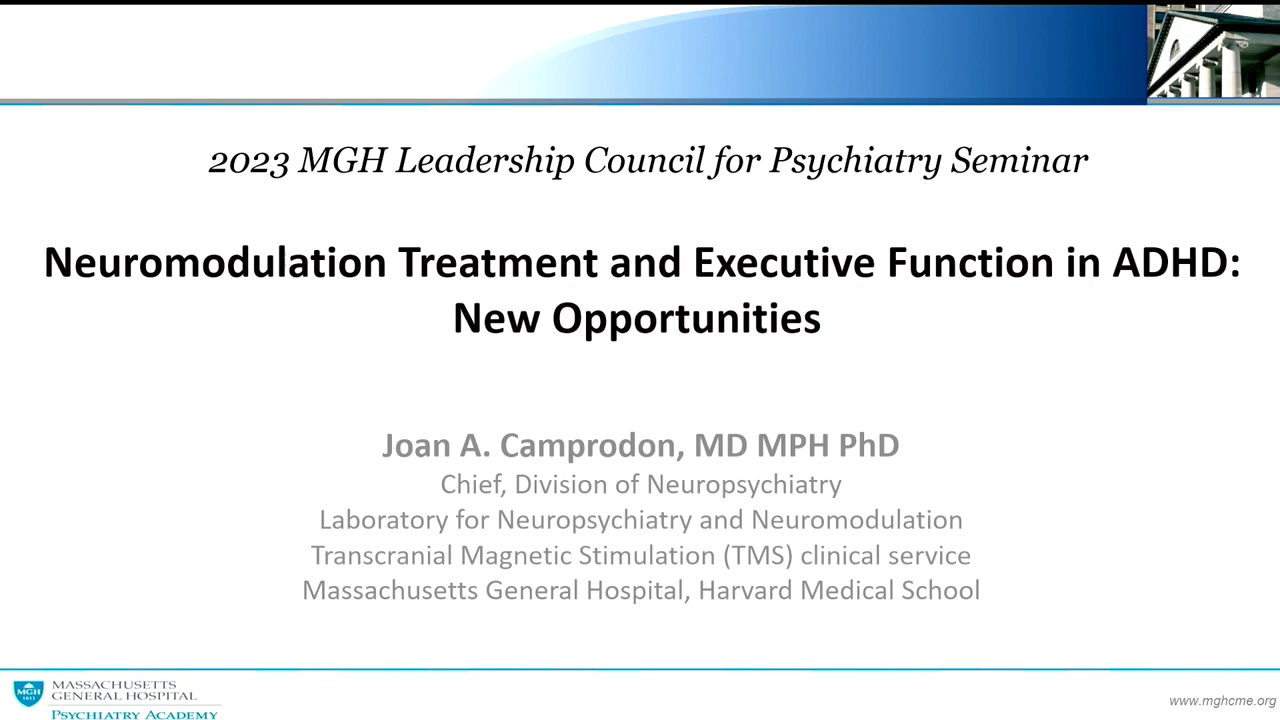 2023 MGH Leadership Council for Psychiatry Seminar
Neuromodulation Treatment and Executive Function in ADHD:
New Opportunities
Joan A. Camprodon, MD MPH PhD
Chief, Division of Neuropsychiatry
Laboratory for Neuropsychiatry and Neuromodulation
Transcranial Magnetic Stimulation (TMS) clinical service
Massachusetts General Hospital, Harvard Medical School
MGH
1811
MASSACHUSETTS
GENERAL HOSPITAL
PSYCHIATRY ACADEMY
www.mghcme.org